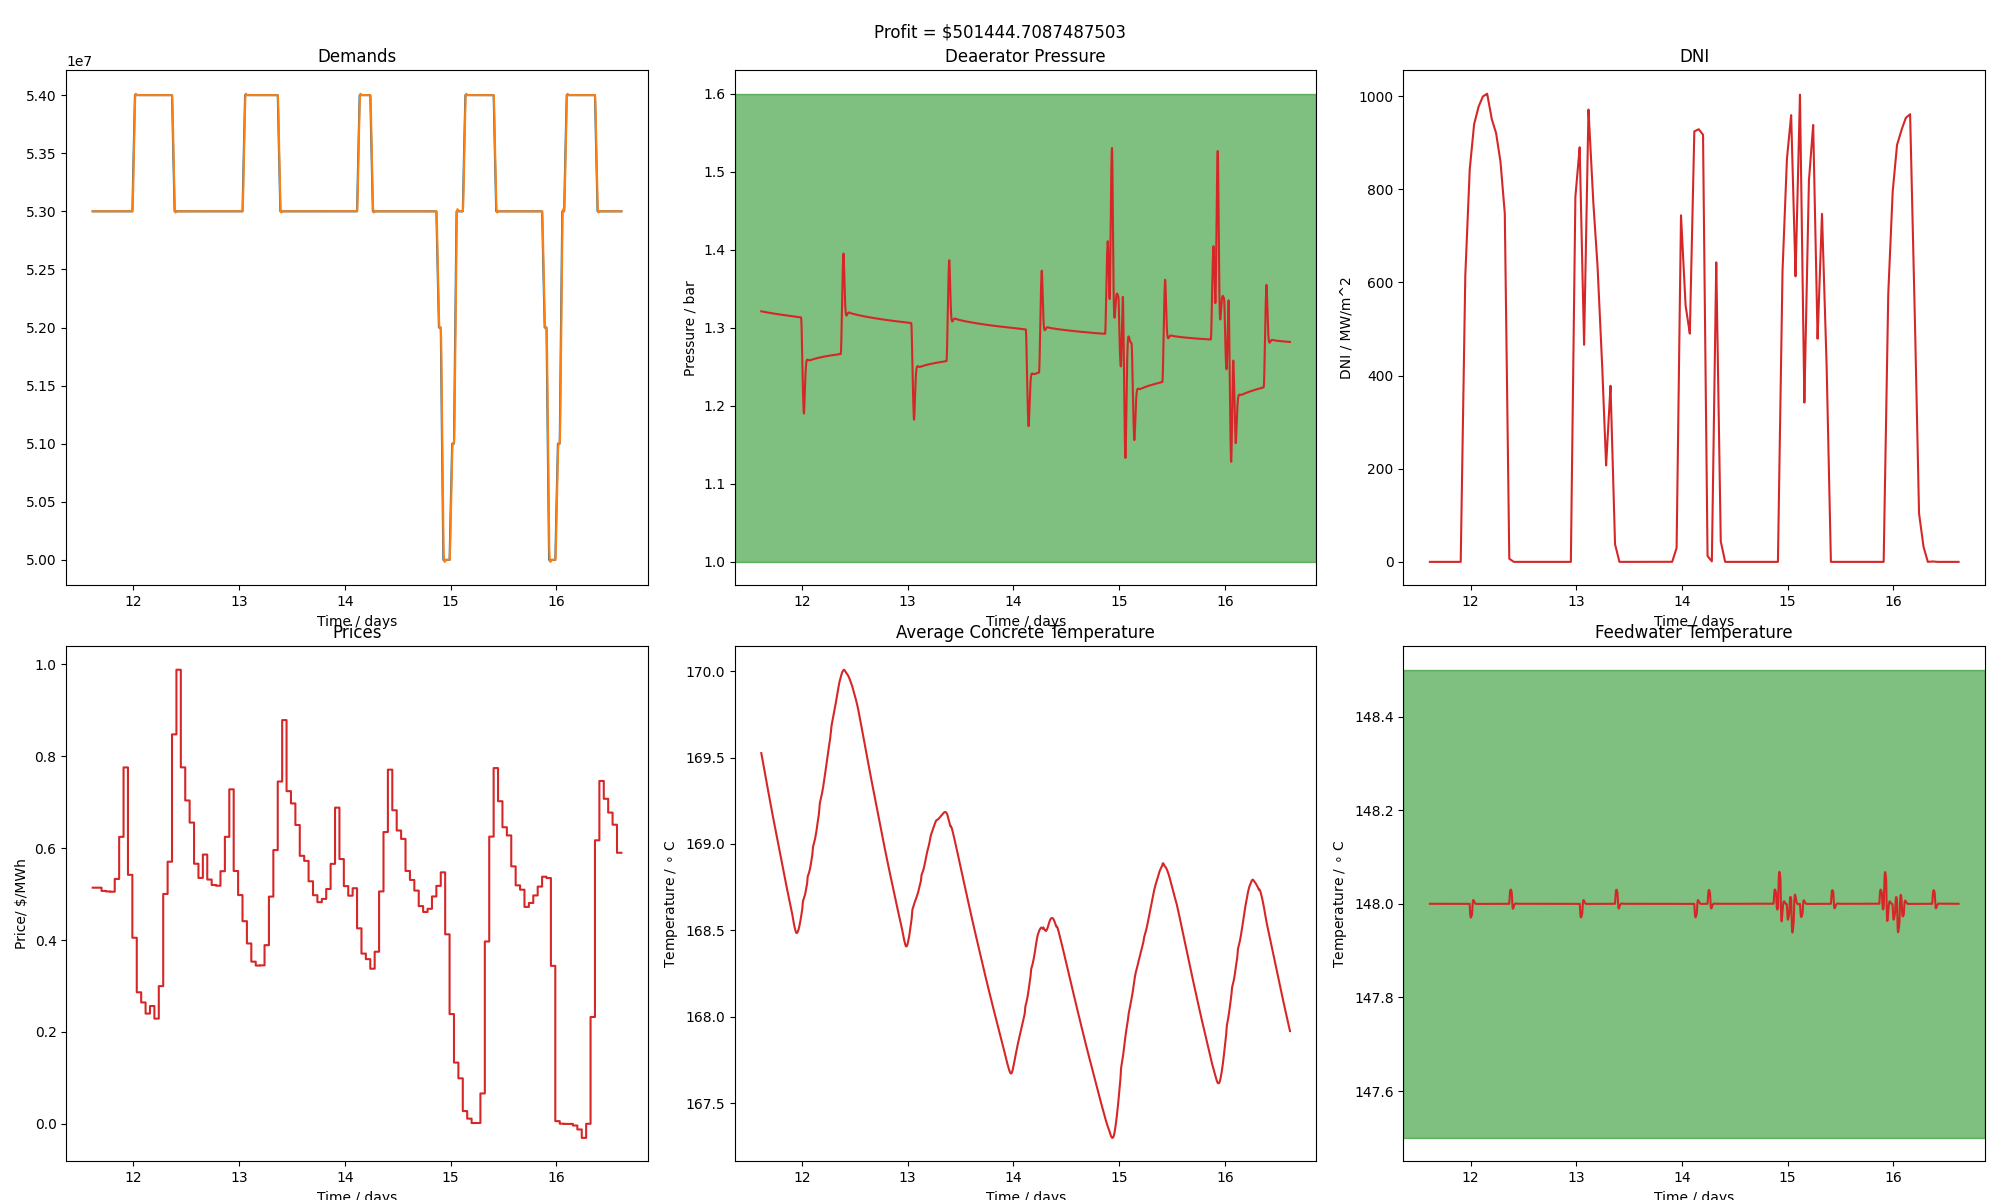 Profit = $501444.7087487503
Demands
1e7
5.40
5.35
5.30
5.25
5.20
5.15
5.10
5.05
5.00
12 13 14 15 16
Time / days
Deaerator Pressure
Pressure / bar
1.6
1.5
1.4
1.3
1.2
1.1
1.0
12 13 14 15 16
Time / days
DNI
DNI / MW/m^2
1000
800
600
400
200
0
12 13 14 15 16
Time / days
Prices
Price/ $/MWh
1.0
0.8
0.6
0.4
0.2
0.0
12 13 14 15 16
Time / days
Average Concrete Temperature
Temperature / ∘ C
170.0
169.5
169.0
168.5
168.0
167.5
12 13 14 15 16
Time / days
Feedwater Temperature
Temperature / ∘ C
148.4
148.2
148.0
147.8
147.6
12 13 14 15 16
Time / days